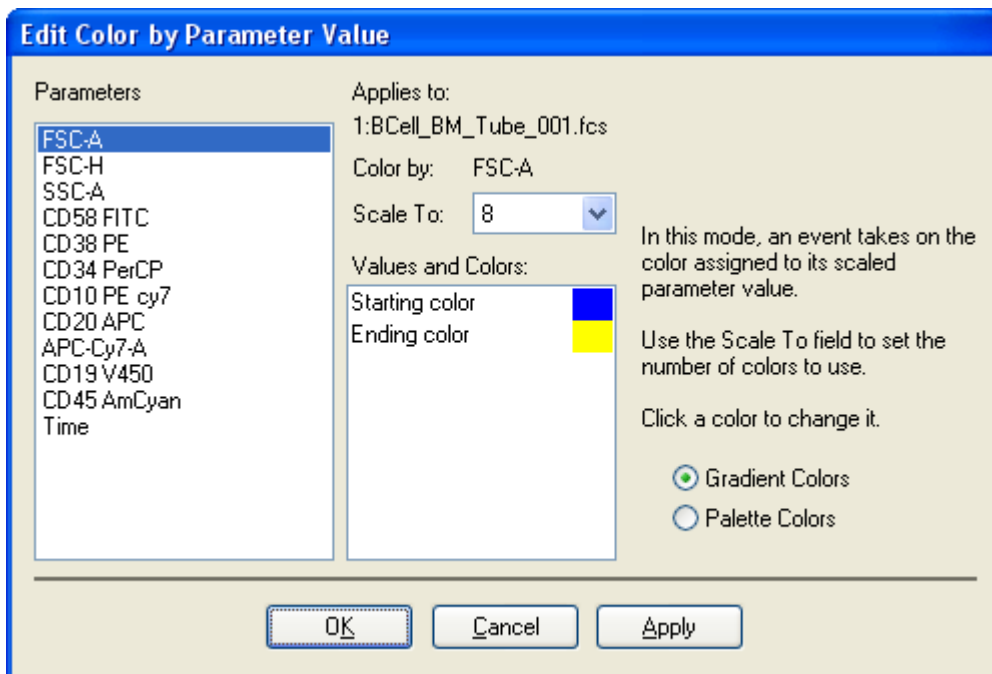 Edit Color by Parameter Value
Parameters
FSC-A
FSC-H
SSC-A
CD58 FITC
CD38 PE
CD34 PerCP
CD10 PE cy7
CD20 APC
APC-Cy7-A
CD19 V450
CD45 AmCyan
Time
Applies to:
1:BCell_BM_Tube_001.fcs
Color by: FSC-A
Scale To: 8
Values and Colors:
Starting color
Ending color
In this mode, an event takes on the
color assigned to its scaled
parameter value.
Use the Scale To field to set the
number of colors to use.
Click a color to change it.
Gradient Colors
Palette Colors
OK
Cancel
Apply